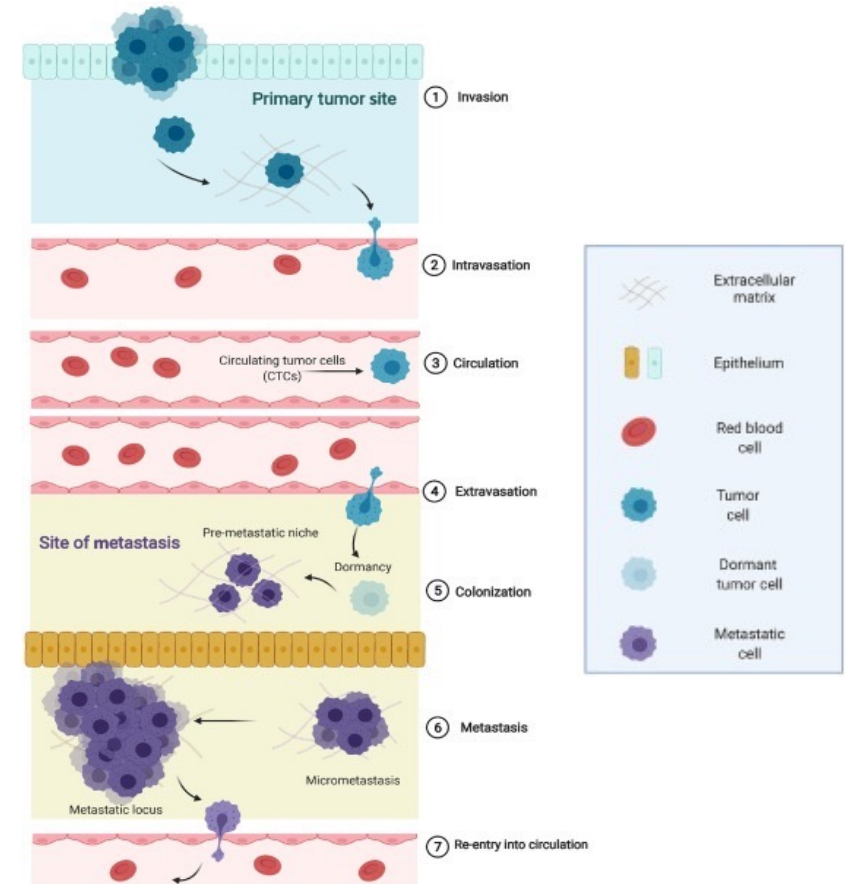 Primary tumor site
1 Invasion
2 Intravasation
Circulating tumor cells
(CTCs)
3 Circulation
4 Extravasation
Site of metastasis
Pre-metastatic niche
Dormancy
5 Colonization
6 Metastasis
Micrometastasis
Metastatic locus
7 Re-entry into circulation
Extracellular
matrix
Epithelium
Red blood
cell
Tumor
cell
Dormant
tumor cell
Metastatic
cell